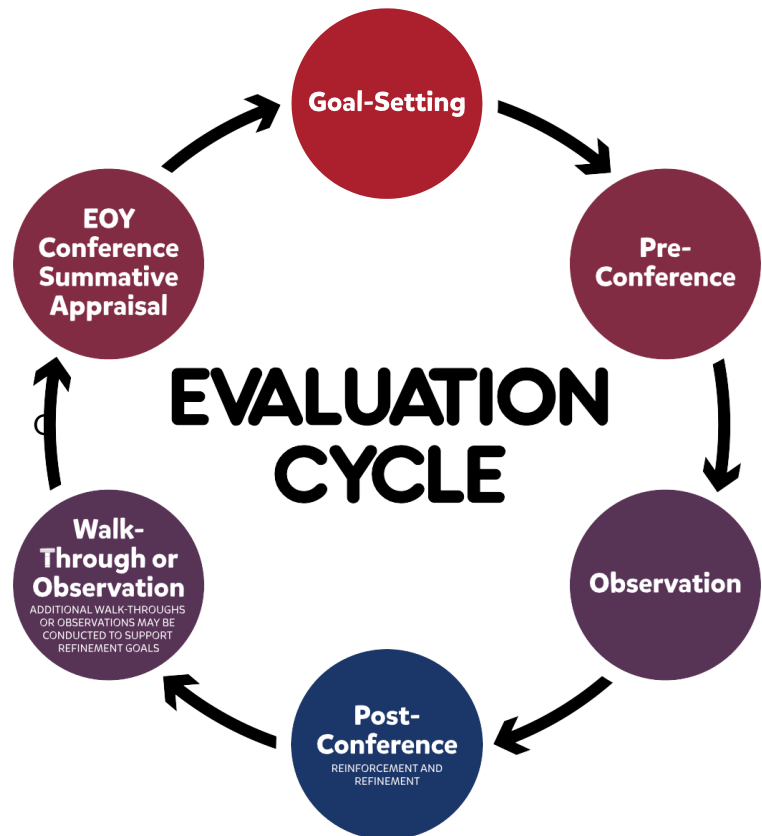 Goal-Setting
Pre-
Conference
Observation
Post-
Conference
REINFORCEMENT AND
REFINEMENT
Walk-
Through or
Observation
ADDITIONAL WALK-THROUGHS
OR OBSERVATIONS MAY BE
CONDUCTED TO SUPPORT
REFINEMENT GOALS
EOY
Conference
Summative
Appraisal
EVALUATION
CYCLE